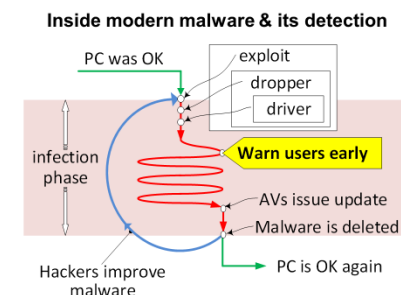 Inside modern malware & its detection
PC was OK
exploit
dropper
driver
infection
phase
Warn users early
AVs issue update
Malware is deleted
Hackers improve
malware
PC is OK again